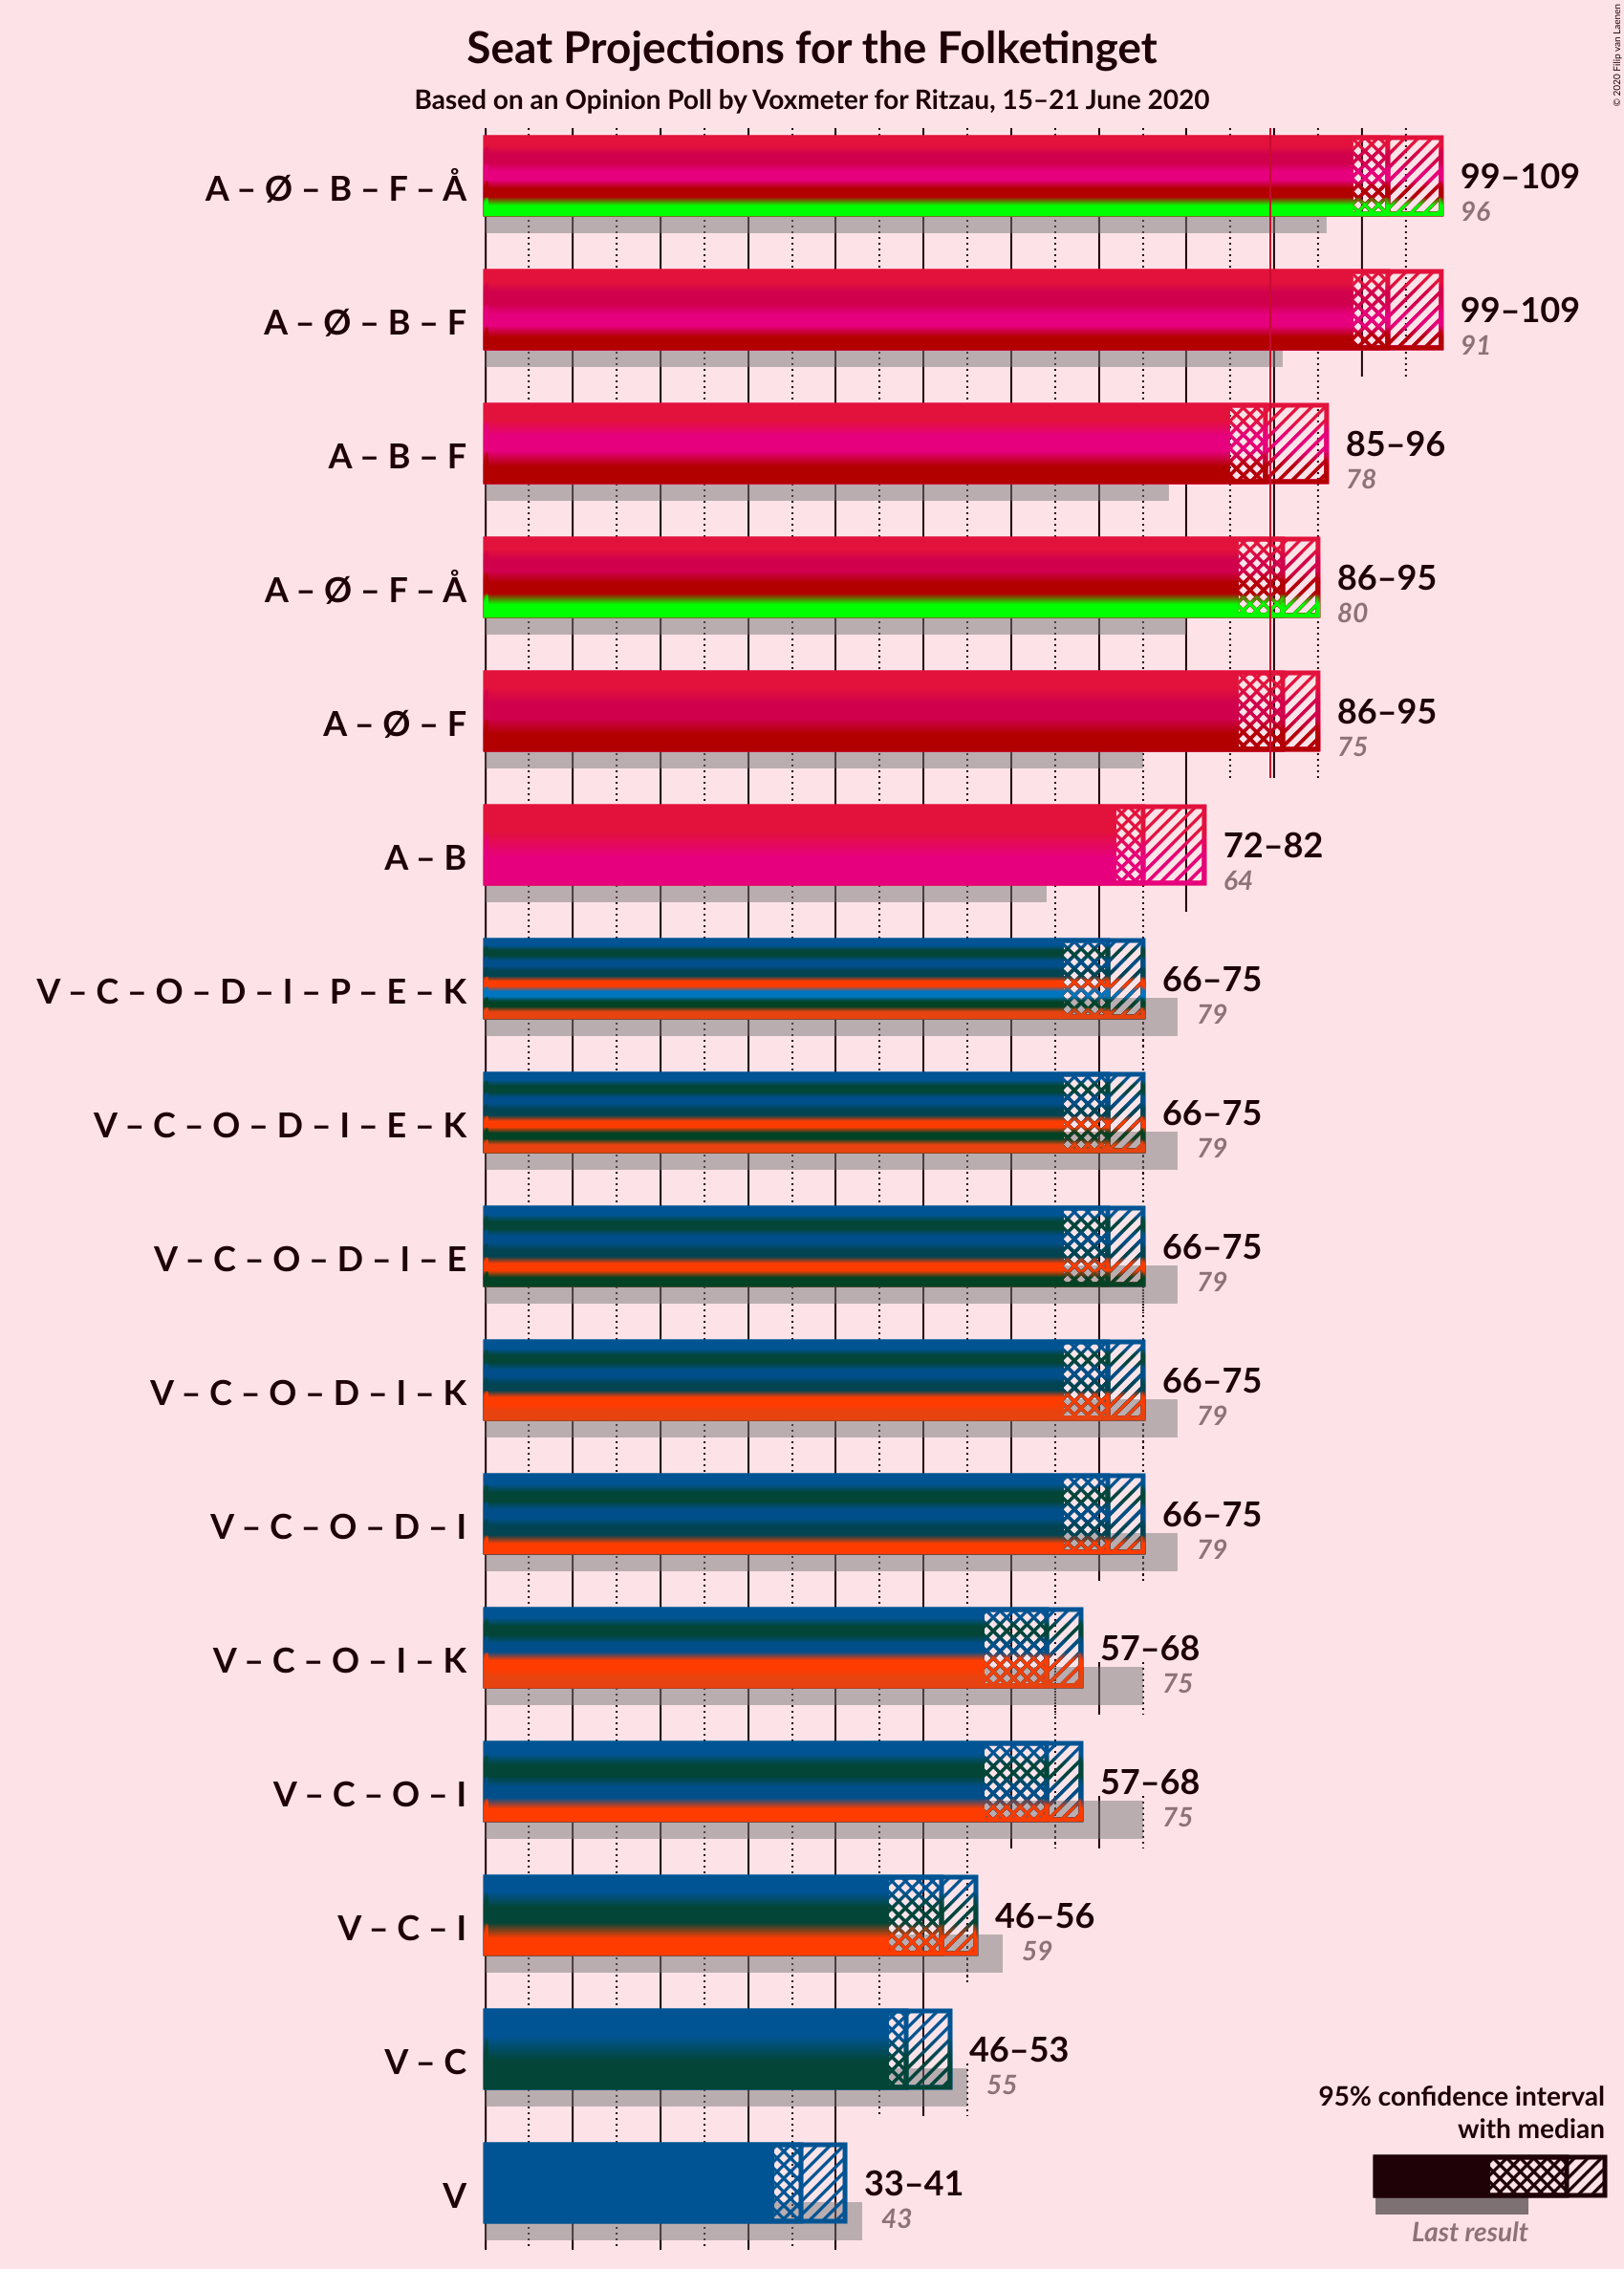 Seat Projections for the Folketinget
Based on an Opinion Poll by Voxmeter for Ritzau, 15–21 June 2020
© 2020 Filip van Laenen
A – Ø – B – F – Å
99–109
96
A – Ø – B – F
99–109
91
A – B – F
85–96
78
A – Ø – F – Å
86–95
80
A – Ø – F
86–95
75
A – B
72–82
64
V – C – O – D – I – P – E – K
66–75
79
V – C – O – D – I – E – K
66–75
79
V – C – O – D – I – E
66–75
79
V – C – O – D – I – K
66–75
79
V – C – O – D – I
66–75
79
V – C – O – I – K
57–68
75
V – C – O – I
57–68
75
V – C – I
46–56
59
V – C
46–53
55
V
33–41
43
95% confidence interval
with median
Last result